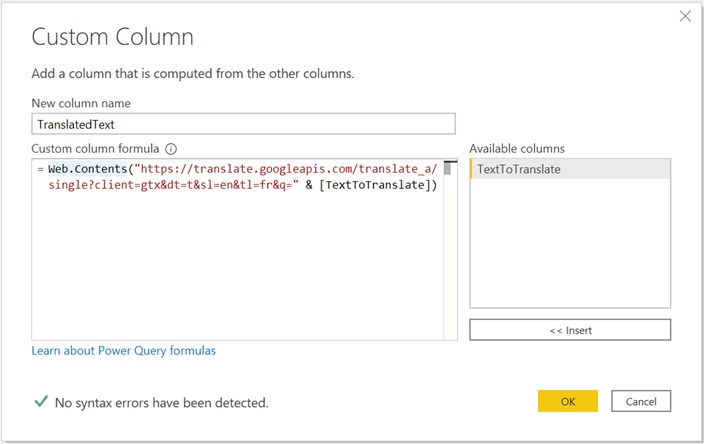 Custom Column
Add a column that is computed from the other columns.
New column name
TranslatedText
Custom column formula
Available columns
= Web.Contents("https://translate.googleapis.com/translate_a/
single?client=gtx&dt=t&sl=en&tl=fr&q=" & [TextToTranslate])
TextToTranslate
<< Insert
Learn about Power Query formulas
No syntax errors have been detected.
OK
Cancel